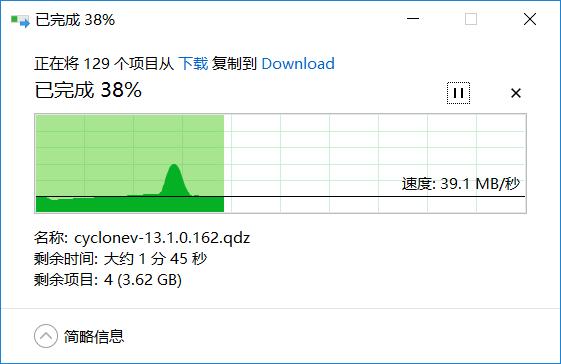 已完成 38%
正在将 129 个项目从 下载 复制到 Download
已完成 38%
速度: 39.1 MB/秒
名称: cyclonev-13.1.0.162.qdz
剩余时间: 大约 1 分 45 秒
剩余项目: 4 (3.62 GB)
简略信息